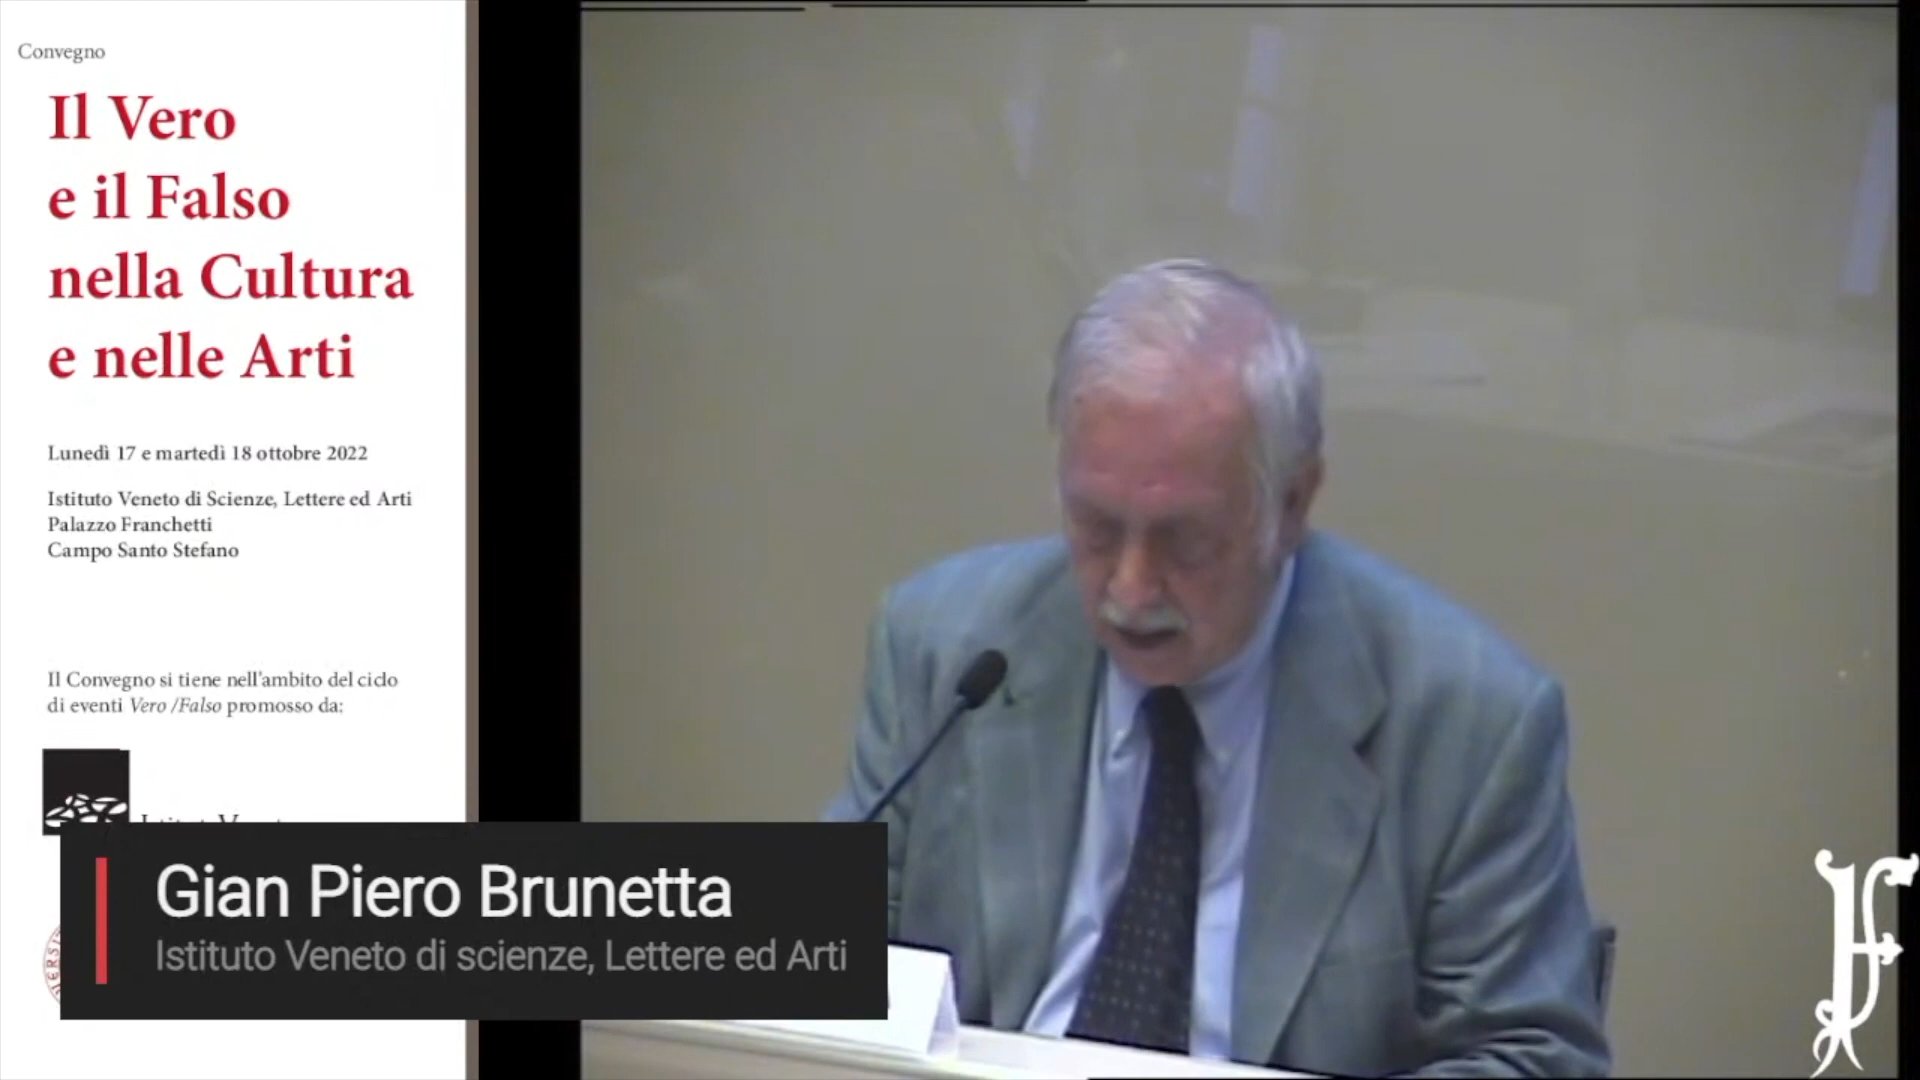 Convegno
Il Vero
e il Falso
nella Cultura
e nelle Arti
Lunedì 17 e martedì 18 ottobre 2022
Istituto Veneto di Scienze, Lettere ed Arti
Palazzo Franchetti
Campo Santo Stefano
Il Convegno si tiene nell'ambito del ciclo
di eventi Vero /Falso promosso da:
Gian Piero Brunetta
Istituto Veneto di scienze, Lettere ed Arti